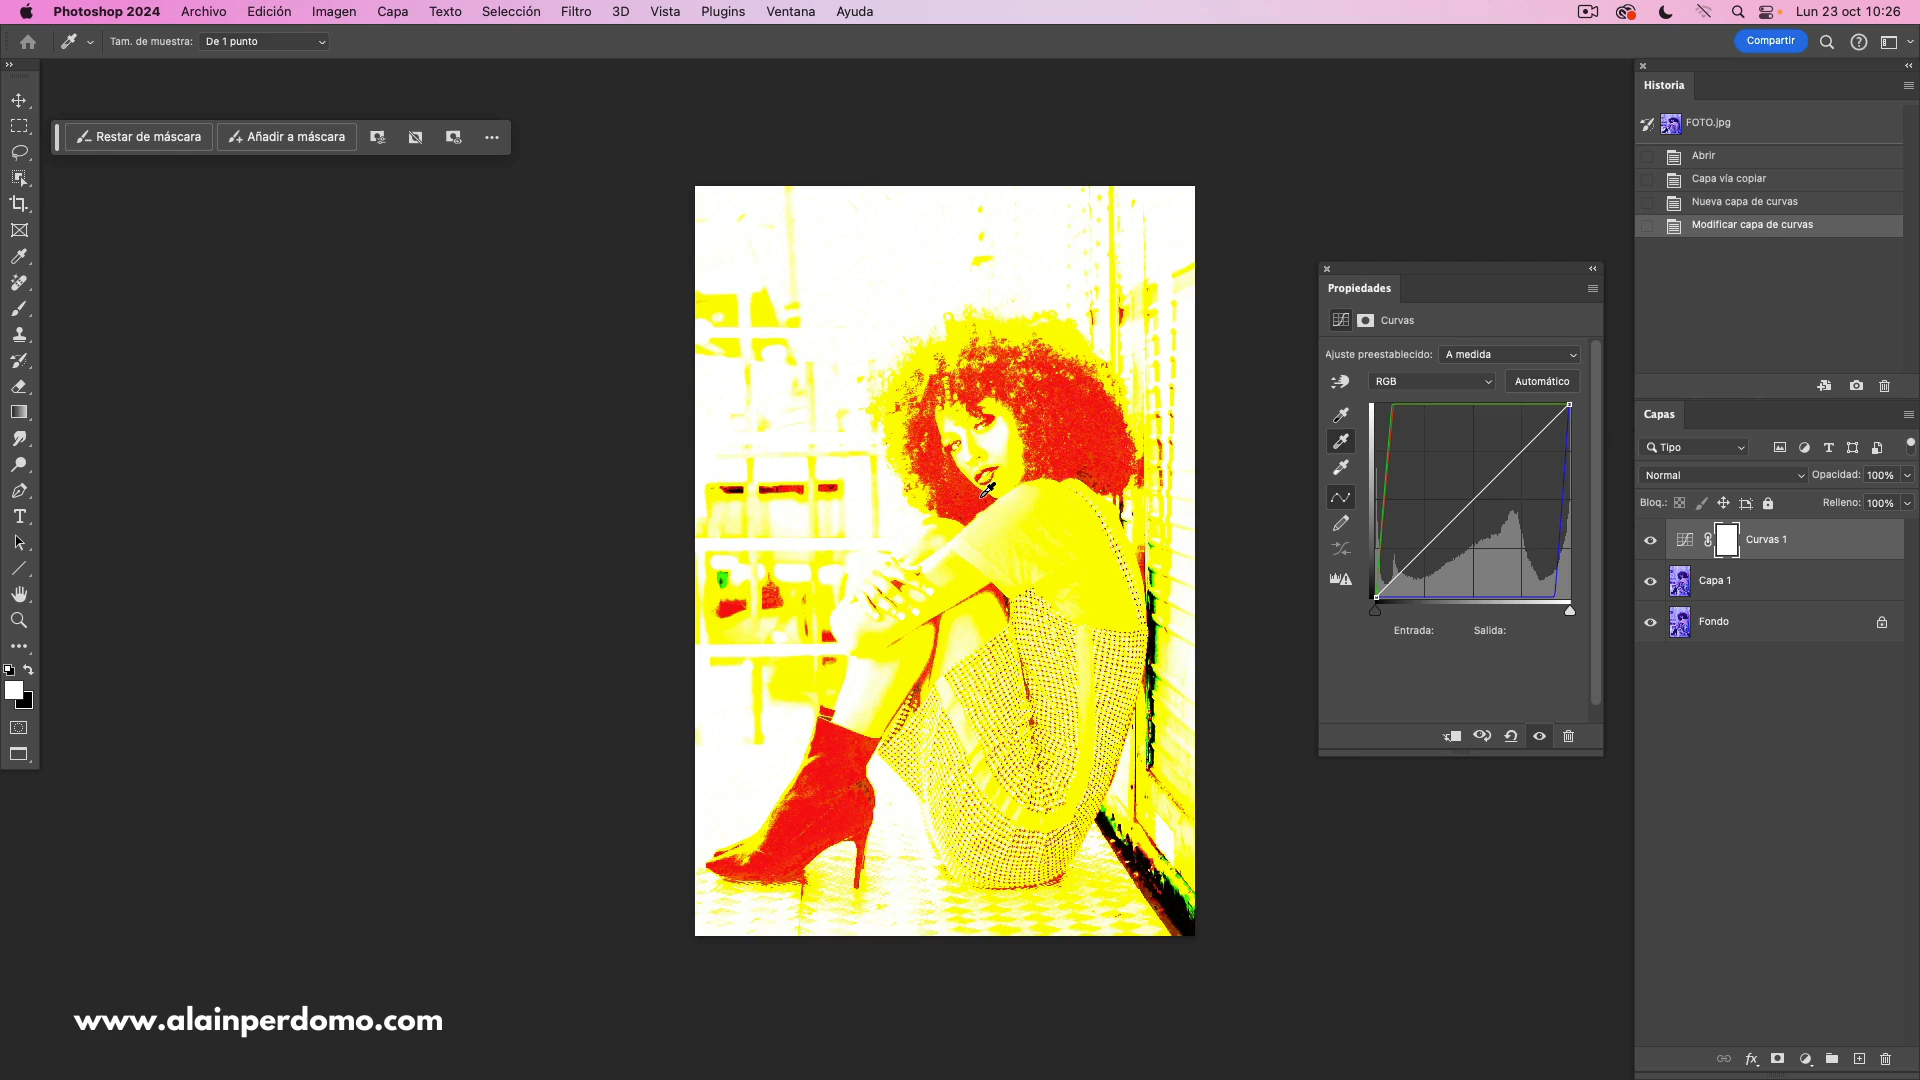 Photoshop 2024 Archivo Edición Imagen Capa Texto Selección Filtro 3D Vista Plugins Ventana Ayuda Lun 23 oct 10:26
Tam. de muestra: De 1 punto Compartir
Restar de máscara Añadir a máscara
Historia
FOTO.jpg
Abrir
Capa vía copiar
Nueva capa de curvas
Modificar capa de curvas
Propiedades
Curvas
Ajuste preestablecido: A medida
RGB Automático
Entrada: Salida:
Capas
Tipo
Normal Opacidad: 100%
Bloq.: Relleno: 100%
Curvas 1
Capa 1
Fondo
www.alainperdomo.com